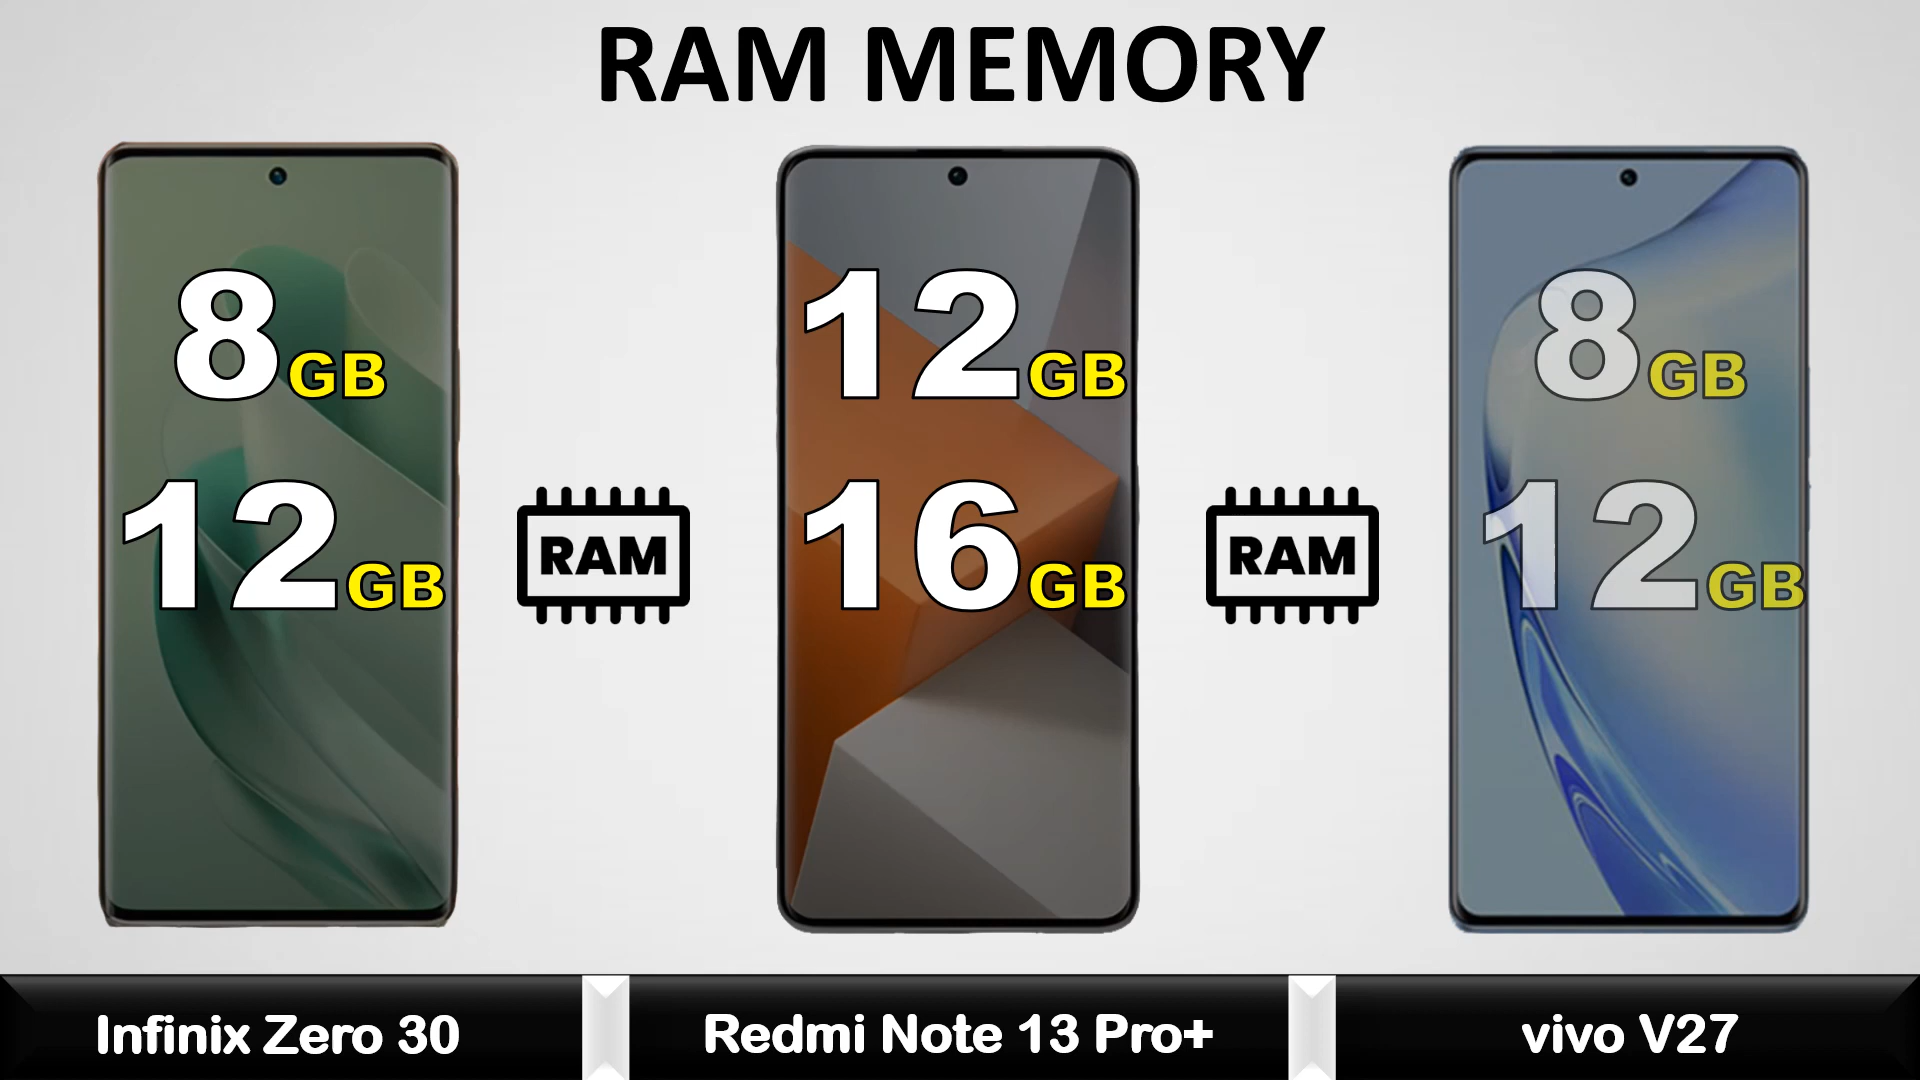 RAM MEMORY
8GB
12GB
RAM
12GB
16GB
RAM
8GB
12GB
Infinix Zero 30
Redmi Note 13 Pro+
vivo V27